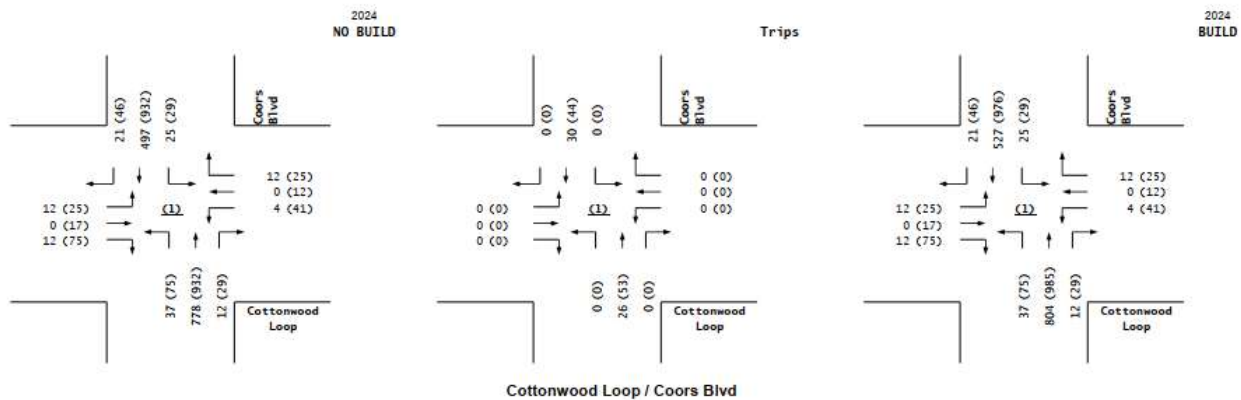 2024
NO BUILD
Coors
Blvd
21 (46)
497 (932)
25 (29)
12 (25)
0 (12)
4 (41)
12 (25)
0 (17)
12 (75)
(1)
37 (75)
778 (932)
12 (29)
Cottonwood
Loop
Trips
Coors
Blvd
0 (0)
30 (44)
0 (0)
0 (0)
0 (0)
0 (0)
0 (0)
0 (0)
0 (0)
(1)
0 (0)
26 (53)
0 (0)
Cottonwood
Loop
2024
BUILD
Coors
Blvd
21 (46)
527 (976)
25 (29)
12 (25)
0 (12)
4 (41)
12 (25)
0 (17)
12 (75)
(1)
37 (75)
804 (985)
12 (29)
Cottonwood
Loop
Cottonwood Loop / Coors Blvd